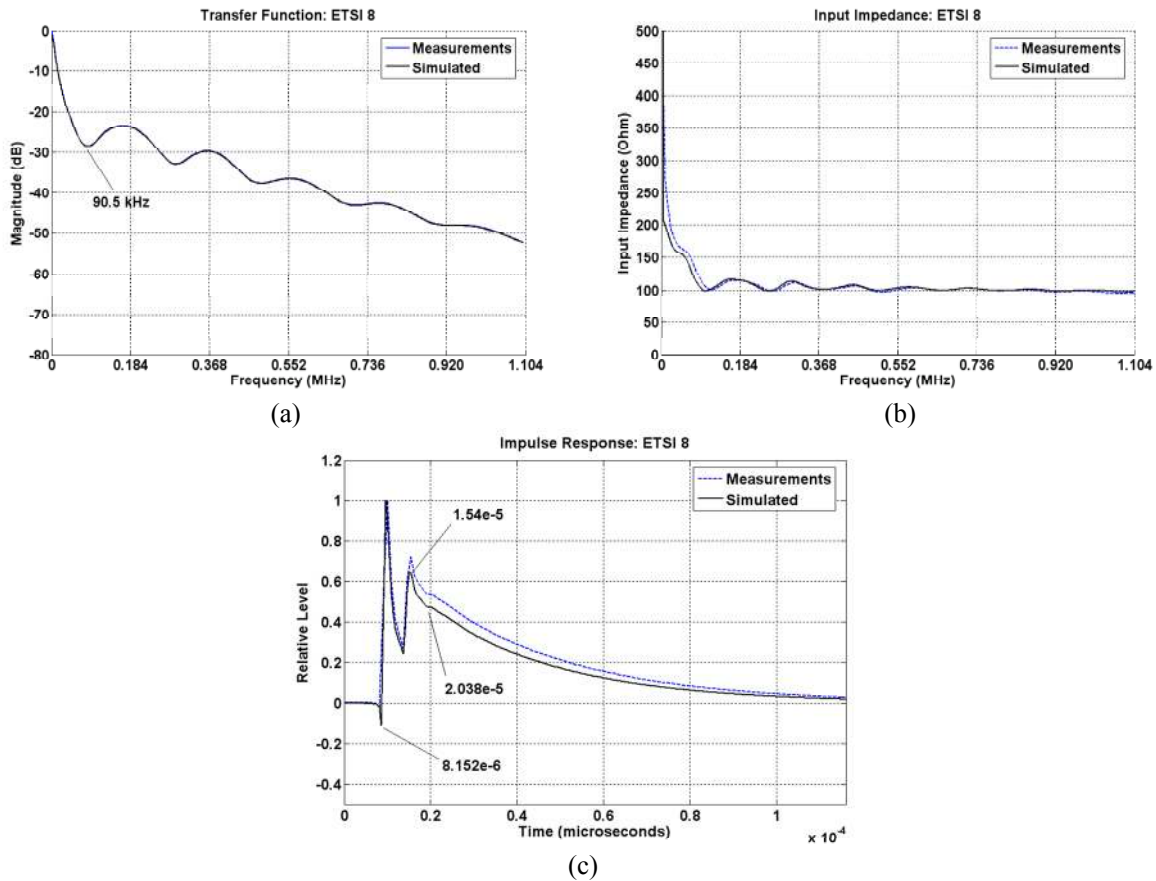 Transfer Function: ETSI 8
0
-10
-20
-30
-40
-50
-60
-70
-80
Magnitude (dB)
Measurements
Simulated
90.5 kHz
0 0.184 0.368 0.552 0.736 0.920 1.104
Frequency (MHz)
(a)
Input Impedance: ETSI 8
500
450
400
350
300
250
200
150
100
50
0
Input Impedance (Ohm)
Measurements
Simulated
0 0.184 0.368 0.552 0.736 0.920 1.104
Frequency (MHz)
(b)
Impulse Response: ETSI 8
1.2
1
0.8
0.6
0.4
0.2
0
-0.2
-0.4
Relative Level
Measurements
Simulated
1.54e-5
2.038e-5
8.152e-6
0 0.2 0.4 0.6 0.8 1
Time (microseconds)
x 10-4
(c)